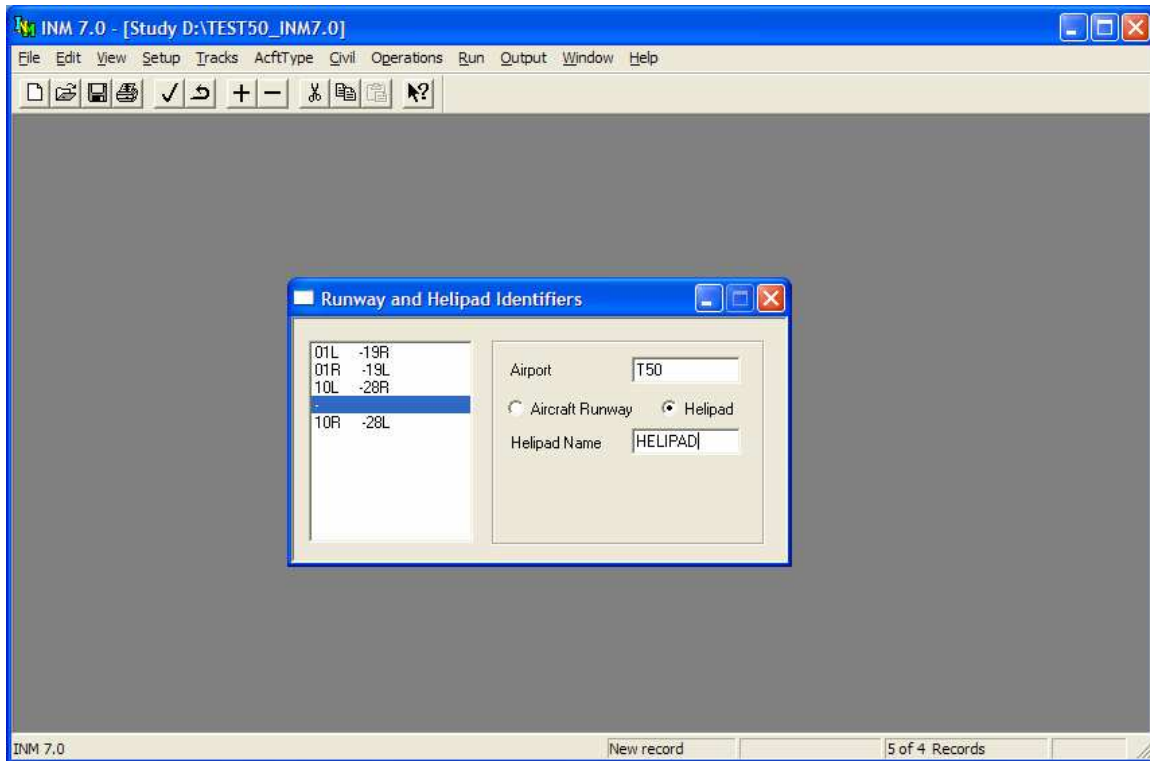 INM 7.0 - [Study D:\TEST50_INM7.0]
File Edit View Setup Tracks AcftType Civil Operations Run Output Window Help
Runway and Helipad Identifiers
01L -19R
01R -19L
10L -28R
-
10R -28L
Airport T50
Aircraft Runway Helipad
Helipad Name HELIPAD
INM 7.0 New record 5 of 4 Records